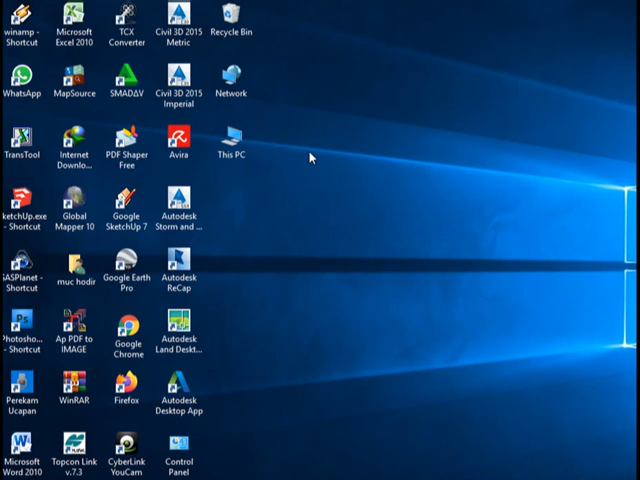 winamp -
Shortcut
Microsoft
Excel 2010
TCX
Converter
Civil 3D 2015
Metric
Recycle Bin
WhatsApp
MapSource
SMADΔV
Civil 3D 2015
Imperial
Network
TransTool
Internet
Downlo...
PDF Shaper
Free
Avira
This PC
ketchUp.exe
- Shortcut
Global
Mapper 10
Google
SketchUp 7
Autodesk
Storm and ...
SASPlanet -
Shortcut
muc hodir
Google Earth
Pro
Autodesk
ReCap
Photosho...
- Shortcut
Ap PDF to
IMAGE
Google
Chrome
Autodesk
Land Deskt...
Perekam
Ucapan
WinRAR
Firefox
Autodesk
Desktop App
Microsoft
Word 2010
Topcon Link
v.7.3
CyberLink
YouCam
Control
Panel